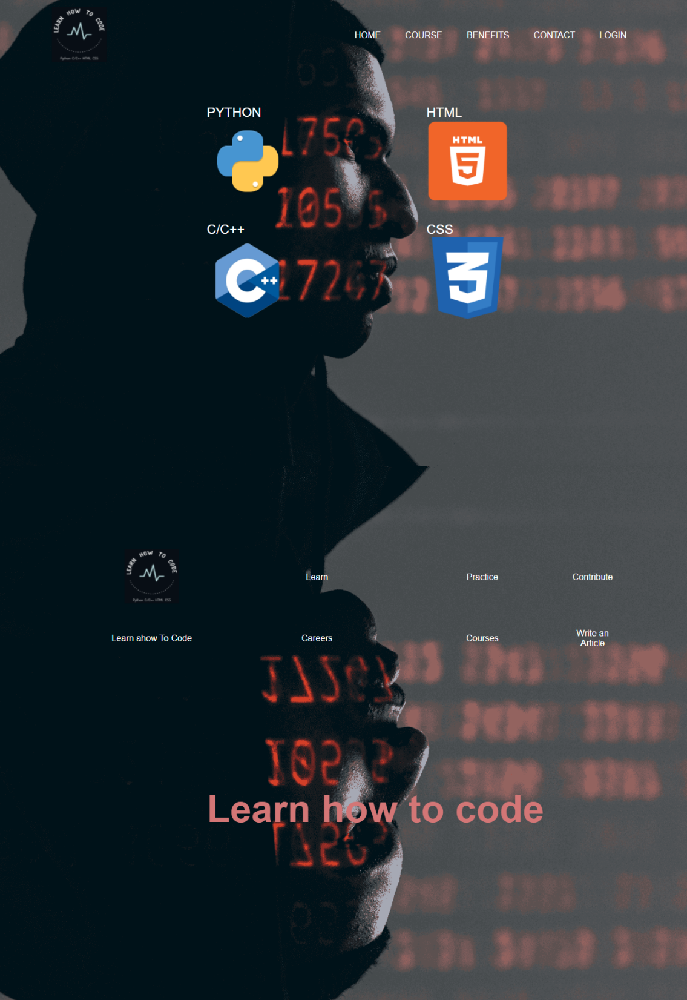 LEARN HOW TO CODE
Python C/C++ HTML CSS
HOME COURSE BENEFITS CONTACT LOGIN
PYTHON HTML
HTML
5
C/C++ CSS
C++ 3
Learn Practice Contribute
LEARN HOW TO CODE
Python C/C++ HTML CSS
Learn ahow To Code Careers Courses Write an
Article
Learn how to code